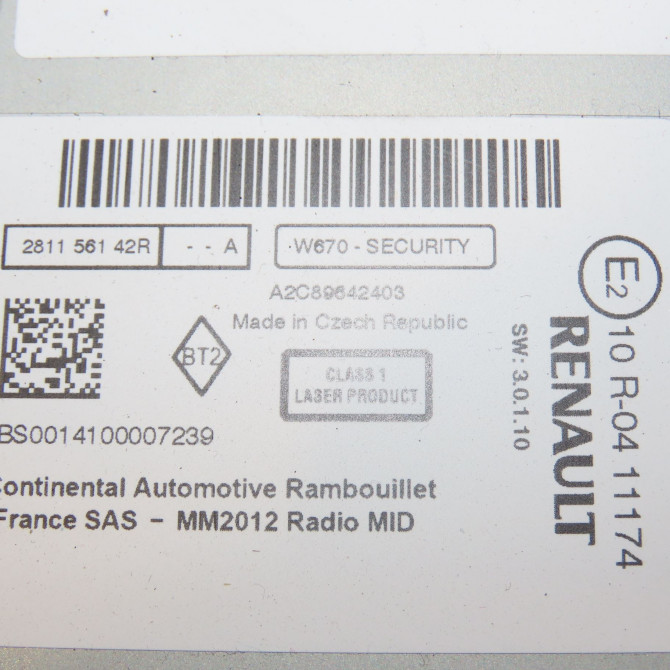 2811 561 42R - - A W670 - SECURITY
A2C89642403
Made in Czech Republic
BT2
CLASS 1
LASER PRODUCT
BS0014100007239
ontinental Automotive Rambouillet
France SAS - MM2012 Radio MID
SW: 3.0.1.10
RENAULT
E2 10 R-04 11174